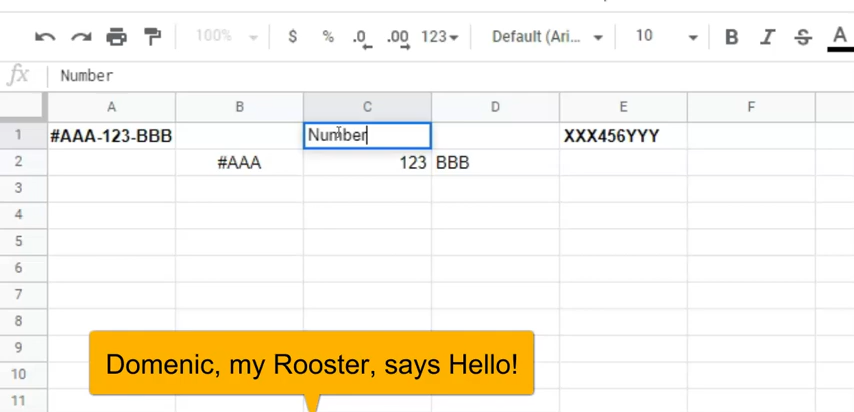 100% $ % .0 .00 123 Default (Ari... 10 B I S A
fx Number
A B C D E F
1 #AAA-123-BBB Number XXX456YYY
2 #AAA 123 BBB
3
4
5
6
7
8
9
10
11
Domenic, my Rooster, says Hello!